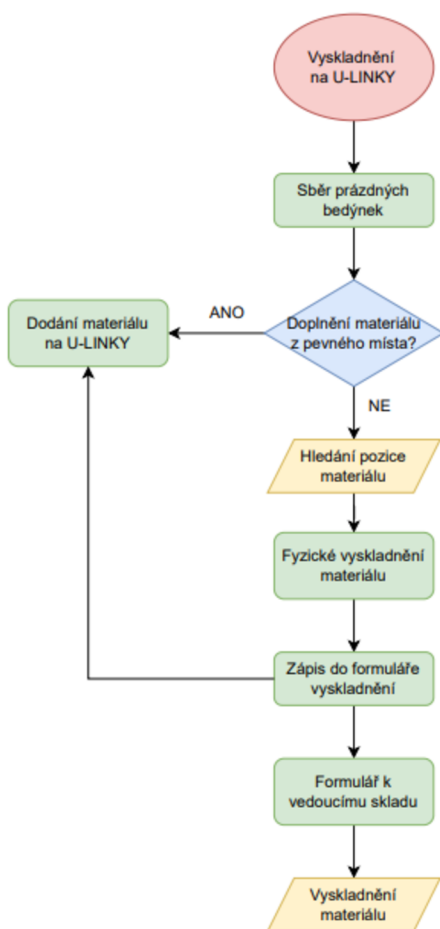 Vyskladnění
na U-LINKY
Sběr prázdných
bedýnek
ANO
Dodání materiálu
na U-LINKY
Doplnění materiálu
z pevného místa?
NE
Hledání pozice
materiálu
Fyzické vyskladnění
materiálu
Zápis do formuláře
vyskladnění
Formulář k
vedoucímu skladu
Vyskladnění
materiálu